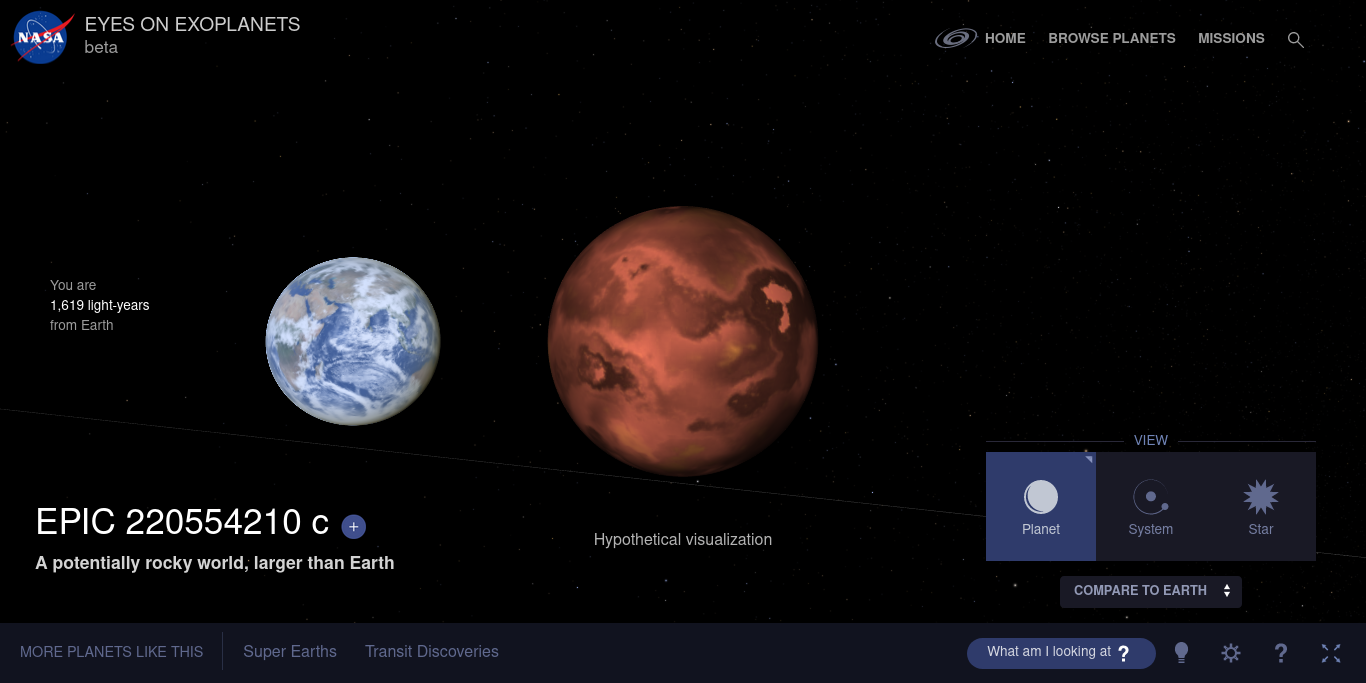 NASA
EYES ON EXOPLANETS
beta
HOME
BROWSE PLANETS
MISSIONS
You are
1,619 light-years
from Earth
EPIC 220554210 c +
A potentially rocky world, larger than Earth
Hypothetical visualization
VIEW
Planet
System
Star
COMPARE TO EARTH
MORE PLANETS LIKE THIS
Super Earths
Transit Discoveries
What am I looking at ?
?